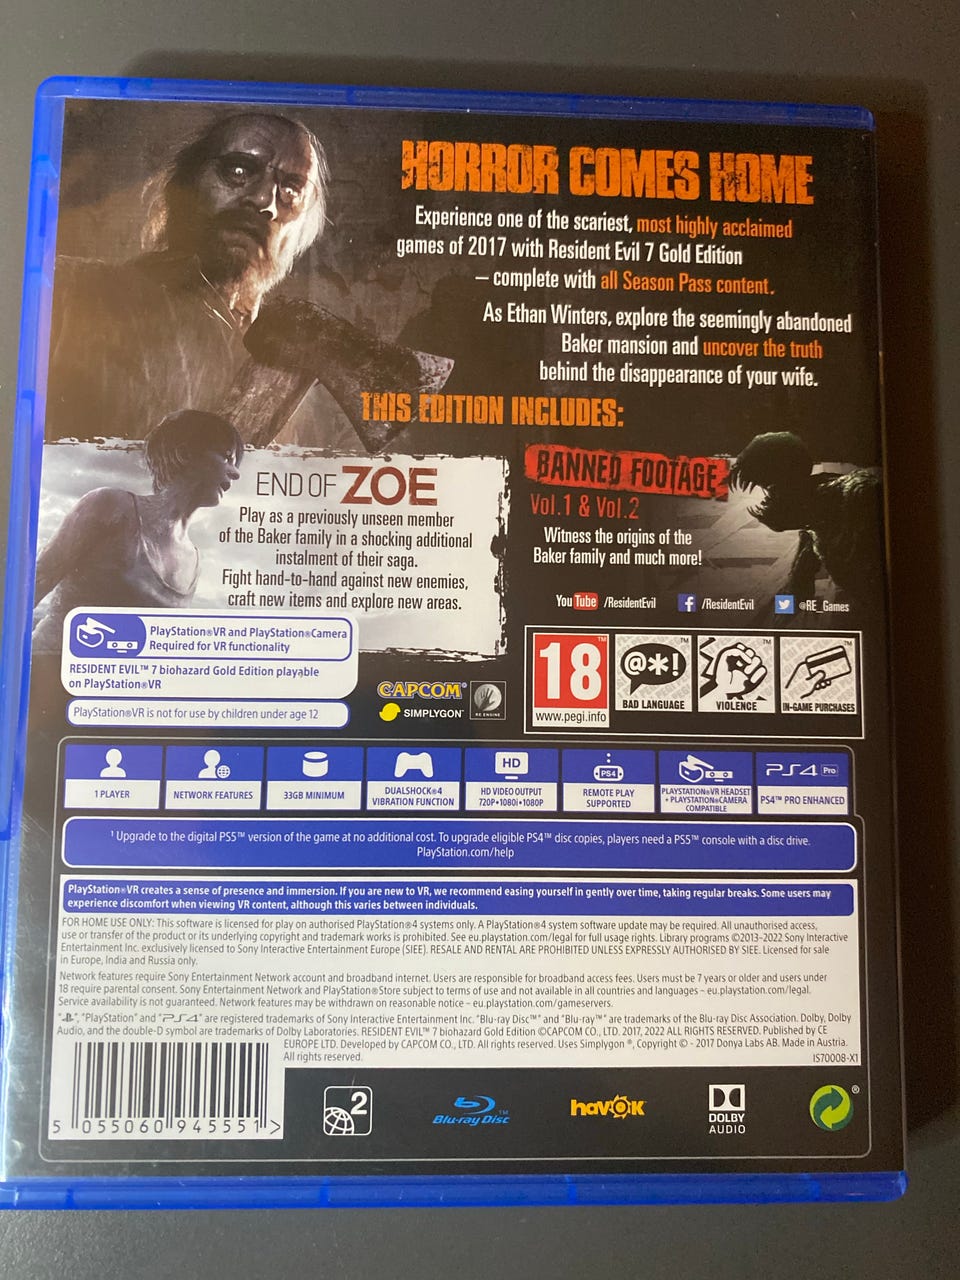 HORROR COMES HOME
Experience one of the scariest, most highly acclaimed
games of 2017 with Resident Evil 7 Gold Edition
– complete with all Season Pass content.
As Ethan Winters, explore the seemingly abandoned
Baker mansion and uncover the truth
behind the disappearance of your wife.
THIS EDITION INCLUDES:
END OF ZOE
Play as a previously unseen member
of the Baker family in a shocking additional
instalment of their saga.
Fight hand-to-hand against new enemies,
craft new items and explore new areas.
BANNED FOOTAGE
Vol.1 & Vol.2
Witness the origins of the
Baker family and much more!
YouTube /ResidentEvil f /ResidentEvil @RE_Games
PlayStation®VR and PlayStation®Camera
Required for VR functionality
RESIDENT EVIL™ 7 biohazard Gold Edition playable
on PlayStation®VR
PlayStation®VR is not for use by children under age 12
CAPCOM®
SIMPLYGON™
RE ENGINE
18™
www.pegi.info
@*!™
BAD LANGUAGE
™
VIOLENCE
™
IN-GAME PURCHASES
1 PLAYER
NETWORK FEATURES
33GB MINIMUM
DUALSHOCK®4
VIBRATION FUNCTION
HD
HD VIDEO OUTPUT
720P•1080i•1080P
PS4
REMOTE PLAY
SUPPORTED
PLAYSTATION®VR HEADSET
+ PLAYSTATION®CAMERA
COMPATIBLE
PS4 Pro
PS4™ PRO ENHANCED
¹ Upgrade to the digital PS5™ version of the game at no additional cost. To upgrade eligible PS4™ disc copies, players need a PS5™ console with a disc drive.
PlayStation.com/help
PlayStation®VR creates a sense of presence and immersion. If you are new to VR, we recommend easing yourself in gently over time, taking regular breaks. Some users may
experience discomfort when viewing VR content, although this varies between individuals.
FOR HOME USE ONLY: This software is licensed for play on authorised PlayStation®4 systems only. A PlayStation®4 system software update may be required. All unauthorised access,
use or transfer of the product or its underlying copyright and trademark works is prohibited. See eu.playstation.com/legal for full usage rights. Library programs ©2013-2022 Sony Interactive
Entertainment Inc. exclusively licensed to Sony Interactive Entertainment Europe (SIEE). RESALE AND RENTAL ARE PROHIBITED UNLESS EXPRESSLY AUTHORISED BY SIEE. Licensed for sale
in Europe, India and Russia only.
Network features require Sony Entertainment Network account and broadband internet. Users are responsible for broadband access fees. Users must be 7 years or older and users under
18 require parental consent. Sony Entertainment Network and PlayStation®Store subject to terms of use and not available in all countries and languages – eu.playstation.com/legal.
Service availability is not guaranteed. Network features may be withdrawn on reasonable notice – eu.playstation.com/gameservers.
" ", "PlayStation" and "PS4" are registered trademarks of Sony Interactive Entertainment Inc. "Blu-ray Disc™" and "Blu-ray™" are trademarks of the Blu-ray Disc Association. Dolby, Dolby
Audio, and the double-D symbol are trademarks of Dolby Laboratories. RESIDENT EVIL™ 7 biohazard Gold Edition ©CAPCOM CO., LTD. 2017, 2022 ALL RIGHTS RESERVED. Published by CE
EUROPE LTD. Developed by CAPCOM CO., LTD. All rights reserved. Uses Simplygon ®, Copyright © - 2017 Donya Labs AB. Made in Austria.
All rights reserved.
IS70008-X1
5 055060 945551 >
2
Blu-ray Disc™
havok™
DOLBY
AUDIO
®